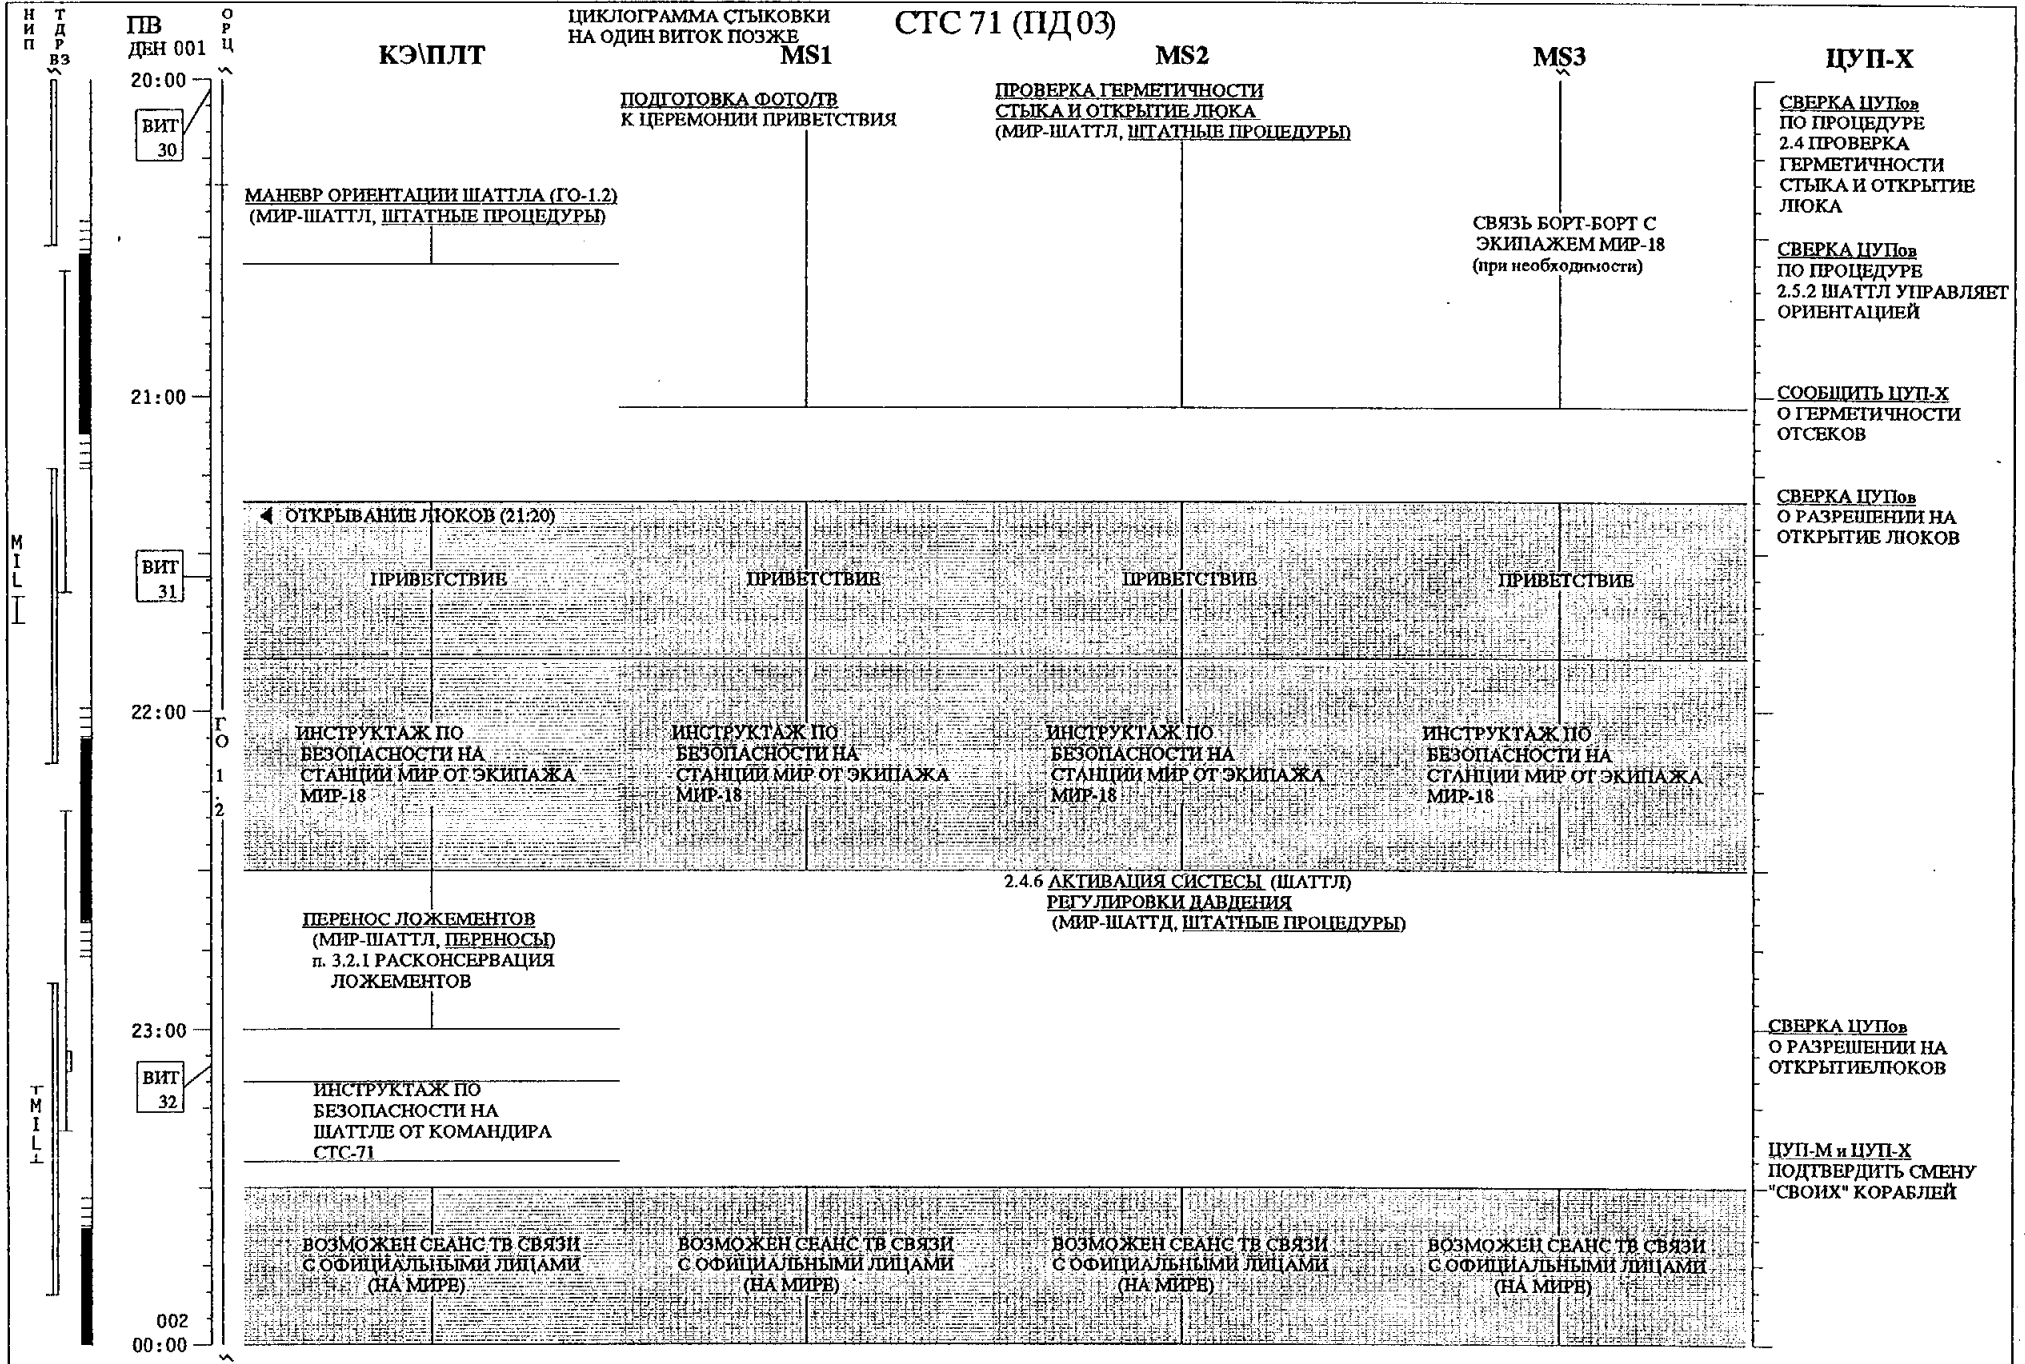 НИП
ТДР
ВЗ
ПВ
ДЕН 001
ОРЦ
ЦИКЛОГРАММА СТЫКОВКИ
НА ОДИН ВИТОК ПОЗЖЕ
СТС 71 (ПД 03)
КЭ\ПЛТ
MS1
MS2
MS3
ЦУП-Х
20:00
ВИТ
30
21:00
ВИТ
31
22:00
23:00
ВИТ
32
002
00:00
MIL
TMIL
ГО 1.2
МАНЕВР ОРИЕНТАЦИИ ШАТТЛА (ГО-1.2)
(МИР-ШАТТЛ, ШТАТНЫЕ ПРОЦЕДУРЫ)
◄ ОТКРЫВАНИЕ ЛЮКОВ (21:20)
ПРИВЕТСТВИЕ
ИНСТРУКТАЖ ПО
БЕЗОПАСНОСТИ НА
СТАНЦИИ МИР ОТ ЭКИПАЖА
МИР-18
ПЕРЕНОС ЛОЖЕМЕНТОВ
(МИР-ШАТТЛ, ПЕРЕНОСЫ)
п. 3.2.1 РАСКОНСЕРВАЦИЯ
ЛОЖЕМЕНТОВ
ИНСТРУКТАЖ ПО
БЕЗОПАСНОСТИ НА
ШАТТЛЕ ОТ КОМАНДИРА
СТС-71
ВОЗМОЖЕН СЕАНС ТВ СВЯЗИ
С ОФИЦИАЛЬНЫМИ ЛИЦАМИ
(НА МИРЕ)
ПОДГОТОВКА ФОТО/ТВ
К ЦЕРЕМОНИИ ПРИВЕТСТВИЯ
ПРИВЕТСТВИЕ
ИНСТРУКТАЖ ПО
БЕЗОПАСНОСТИ НА
СТАНЦИИ МИР ОТ ЭКИПАЖА
МИР-18
ВОЗМОЖЕН СЕАНС ТВ СВЯЗИ
С ОФИЦИАЛЬНЫМИ ЛИЦАМИ
(НА МИРЕ)
ПРОВЕРКА ГЕРМЕТИЧНОСТИ
СТЫКА И ОТКРЫТИЕ ЛЮКА
(МИР-ШАТТЛ, ШТАТНЫЕ ПРОЦЕДУРЫ)
ПРИВЕТСТВИЕ
ИНСТРУКТАЖ ПО
БЕЗОПАСНОСТИ НА
СТАНЦИИ МИР ОТ ЭКИПАЖА
МИР-18
2.4.6 АКТИВАЦИЯ СИСТЕСЫ (ШАТТЛ)
РЕГУЛИРОВКИ ДАВДЕНИЯ
(МИР-ШАТТД, ШТАТНЫЕ ПРОЦЕДУРЫ)
ВОЗМОЖЕН СЕАНС ТВ СВЯЗИ
С ОФИЦИАЛЬНЫМИ ЛИЦАМИ
(НА МИРЕ)
СВЯЗЬ БОРТ-БОРТ С
ЭКИПАЖЕМ МИР-18
(при необходимости)
ПРИВЕТСТВИЕ
ИНСТРУКТАЖ ПО
БЕЗОПАСНОСТИ НА
СТАНЦИИ МИР ОТ ЭКИПАЖА
МИР-18
ВОЗМОЖЕН СЕАНС ТВ СВЯЗИ
С ОФИЦИАЛЬНЫМИ ЛИЦАМИ
(НА МИРЕ)
СВЕРКА ЦУПов
ПО ПРОЦЕДУРЕ
2.4 ПРОВЕРКА
ГЕРМЕТИЧНОСТИ
СТЫКА И ОТКРЫТИЕ
ЛЮКА
СВЕРКА ЦУПов
ПО ПРОЦЕДУРЕ
2.5.2 ШАТТЛ УПРАВЛЯЕТ
ОРИЕНТАЦИЕЙ
СООБЩИТЬ ЦУП-Х
О ГЕРМЕТИЧНОСТИ
ОТСЕКОВ
СВЕРКА ЦУПов
О РАЗРЕШЕНИИ НА
ОТКРЫТИЕ ЛЮКОВ
СВЕРКА ЦУПов
О РАЗРЕШЕНИИ НА
ОТКРЫТИЕЛЮКОВ
ЦУП-М и ЦУП-Х
ПОДТВЕРДИТЬ СМЕНУ
"СВОИХ" КОРАБЛЕЙ